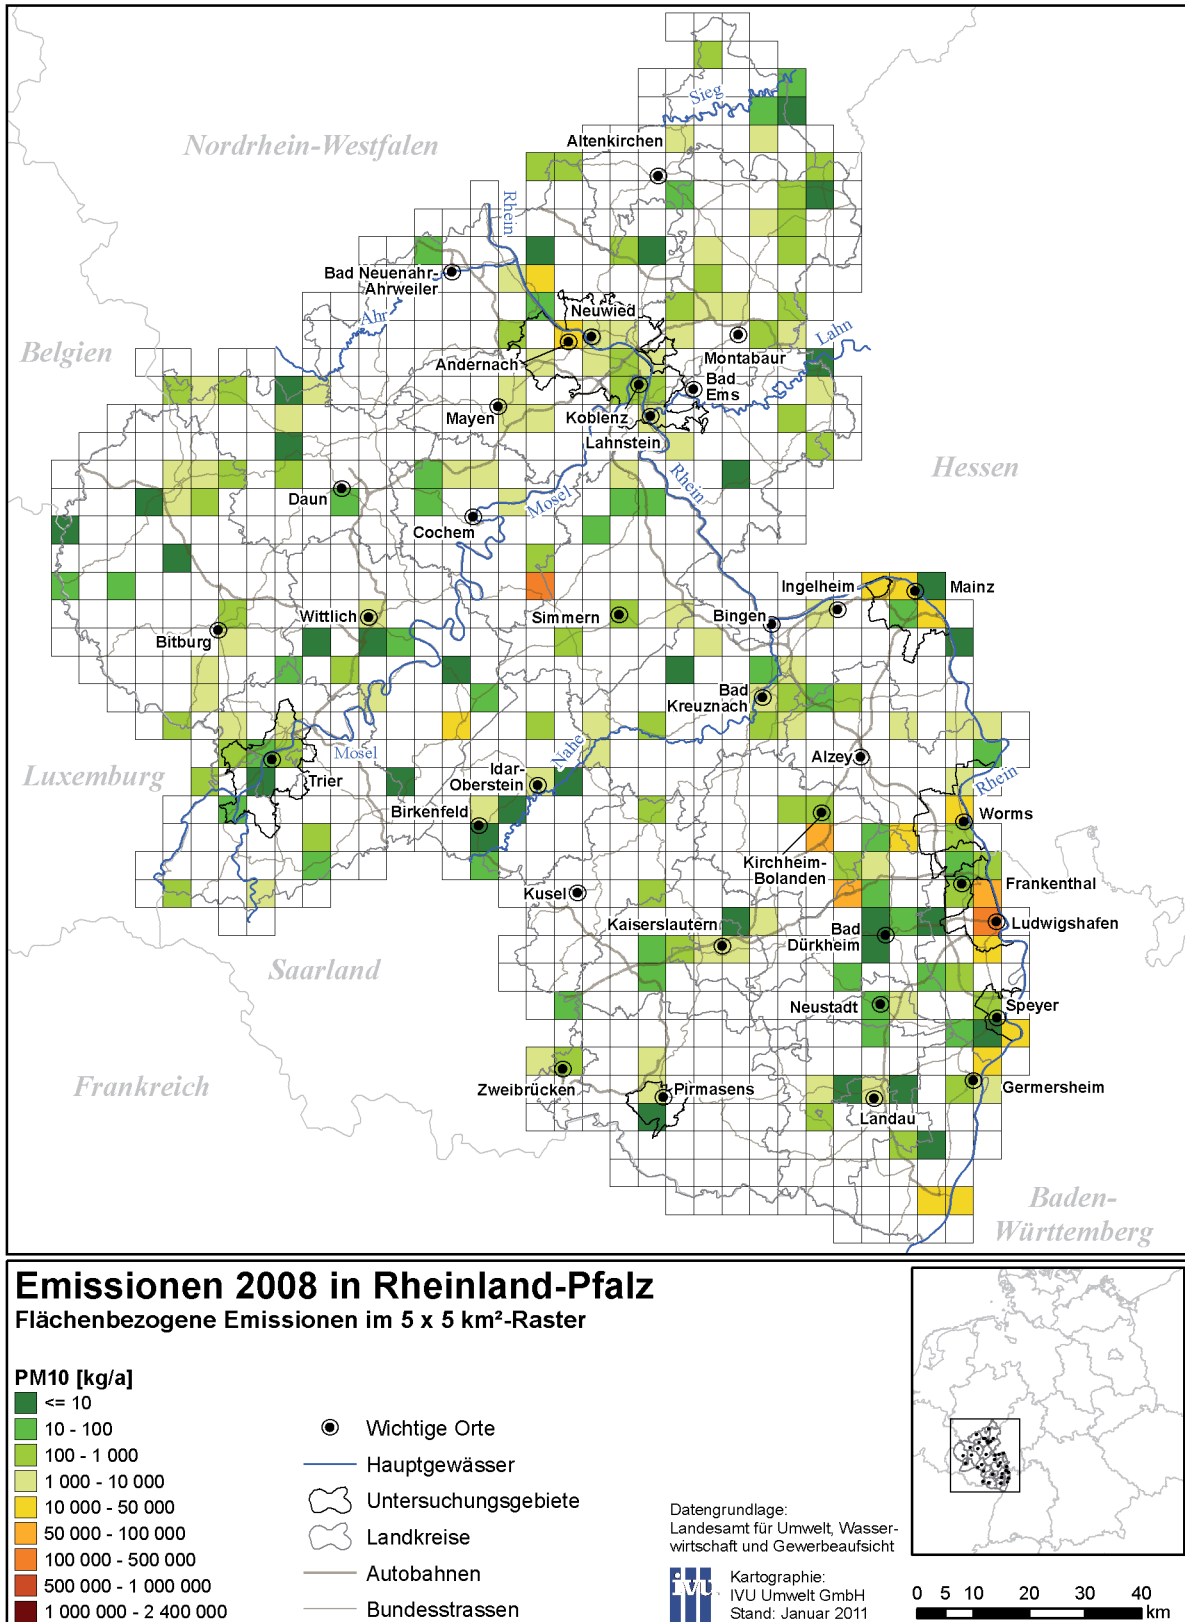 Sieg
Altenkirchen
Nordrhein-Westfalen
Rhein
Bad Neuenahr-
Ahrweiler
Ahr
Neuwied
Belgien
Andernach
Montabaur
Lahn
Bad
Ems
Mayen
Koblenz
Lahnstein
Hessen
Rhein
Daun
Mosel
Cochem
Ingelheim
Mainz
Wittlich
Simmern
Bingen
Bitburg
Bad
Kreuznach
Mosel
Nahe
Luxemburg
Trier
Idar-
Oberstein
Alzey
Rhein
Birkenfeld
Worms
Kirchheim-
Bolanden
Kusel
Frankenthal
Kaiserslautern
Bad
Dürkheim
Ludwigshafen
Saarland
Neustadt
Speyer
Frankreich
Zweibrücken
Pirmasens
Germersheim
Landau
Baden-
Württemberg
Emissionen 2008 in Rheinland-Pfalz
Flächenbezogene Emissionen im 5 x 5 km²-Raster
PM10 [kg/a]
<= 10
10 - 100
100 - 1 000
1 000 - 10 000
10 000 - 50 000
50 000 - 100 000
100 000 - 500 000
500 000 - 1 000 000
1 000 000 - 2 400 000
Wichtige Orte
Hauptgewässer
Untersuchungsgebiete
Landkreise
Autobahnen
Bundesstrassen
Datengrundlage:
Landesamt für Umwelt, Wasser-
wirtschaft und Gewerbeaufsicht
ivu
Kartographie:
IVU Umwelt GmbH
Stand: Januar 2011
0 5 10 20 30 40
km